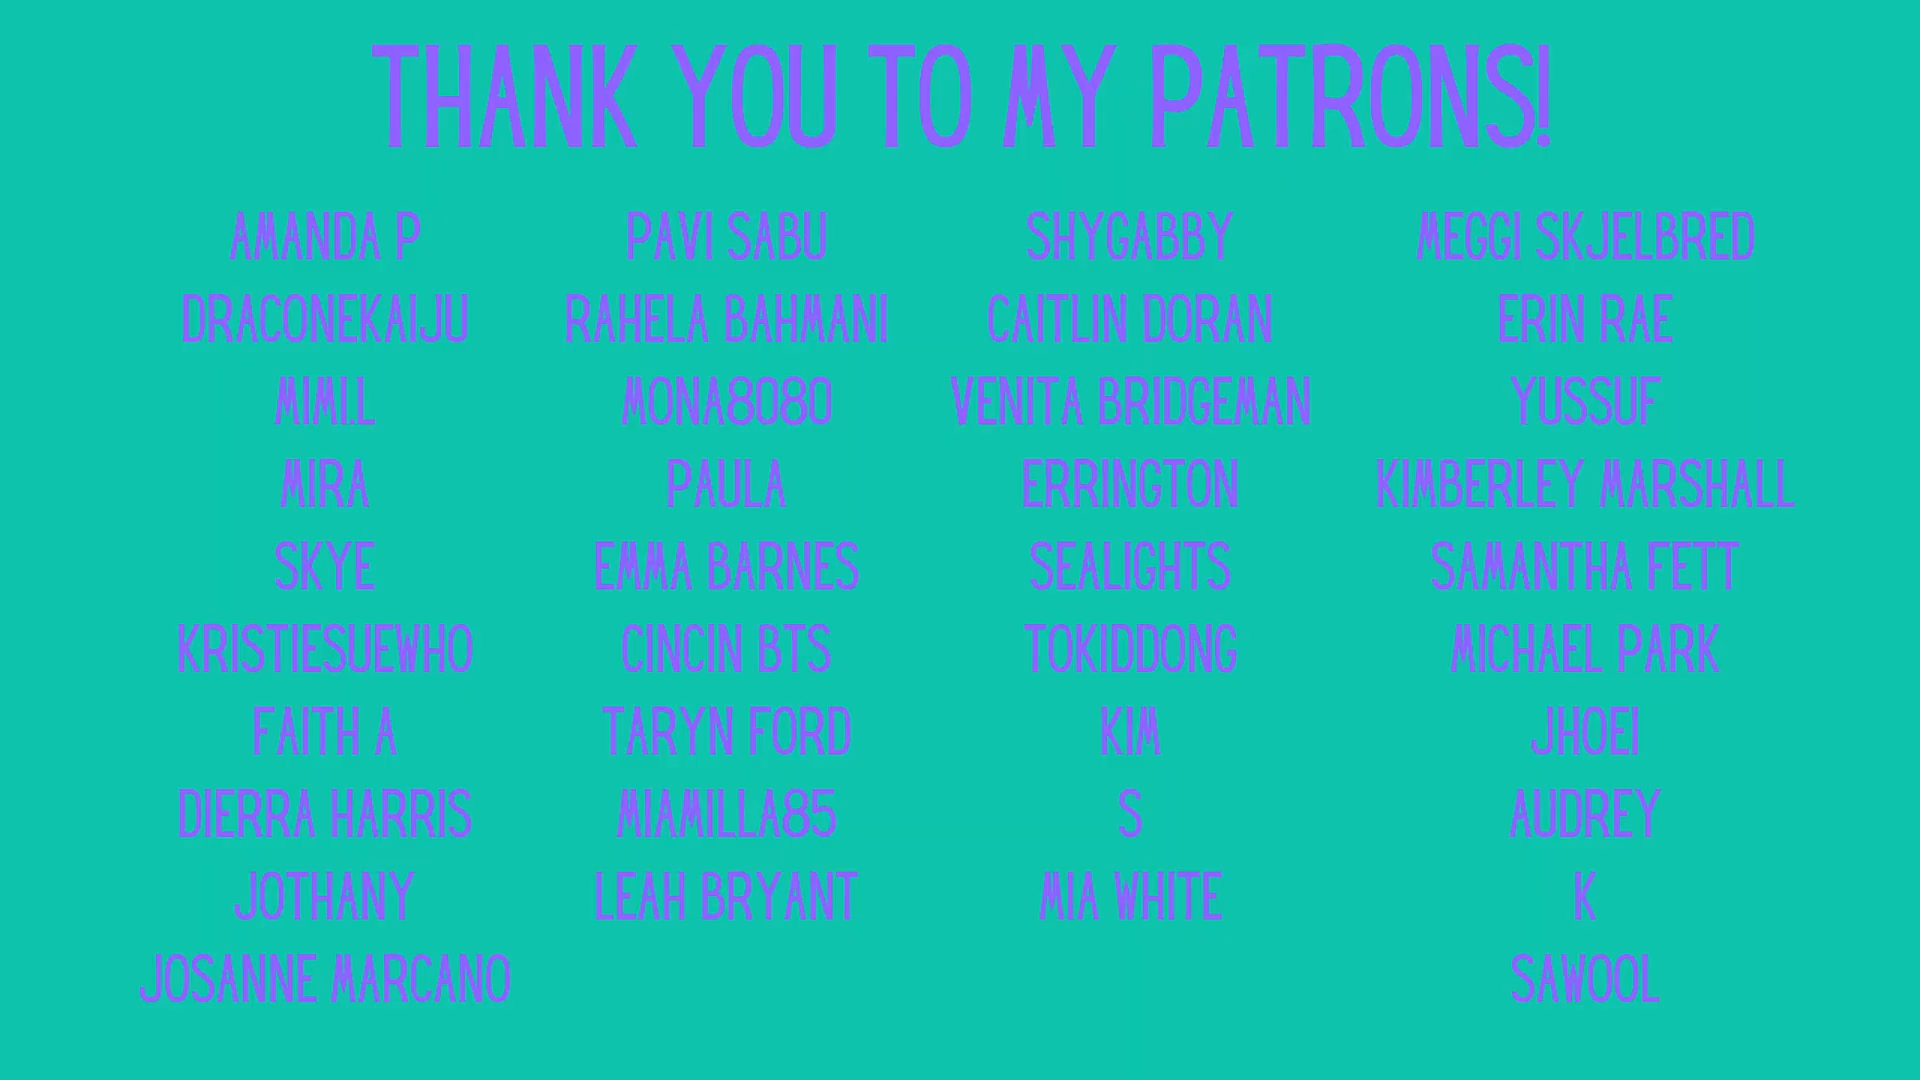 THANK YOU TO MY PATRONS!
AMANDA P
DRACONEKAIJU
MIMI.L
MIRA
SKYE
KRISTIESUEWHO
FAITH A
DIERRA HARRIS
JOTHANY
JOSANNE MARCANO
PAVI SABU
RAHELA BAHMANI
MONA8080
PAULA
EMMA BARNES
CINCIN BTS
TARYN FORD
MIAMILLA85
LEAH BRYANT
SHYGABBY
CAITLIN DORAN
VENITA BRIDGEMAN
ERRINGTON
SEALIGHTS
TOKIDDONG
KIM
S
MIA WHITE
MEGGI SKJELBRED
ERIN RAE
YUSSUF
KIMBERLEY MARSHALL
SAMANTHA FETT
MICHAEL PARK
JHOEI
AUDREY
K
SAWOOL